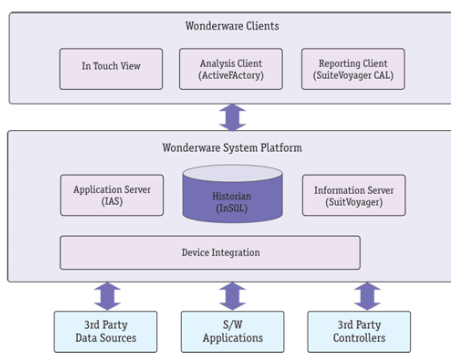 Wonderware Clients
In Touch View
Analysis Client
(ActiveFActory)
Reporting Client
(SuiteVoyager CAL)
Wonderware System Platform
Application Server
(IAS)
Historian
(InSQL)
Information Server
(SuitVoyager)
Device Integration
3rd Party
Data Sources
S/W
Applications
3rd Party
Controllers